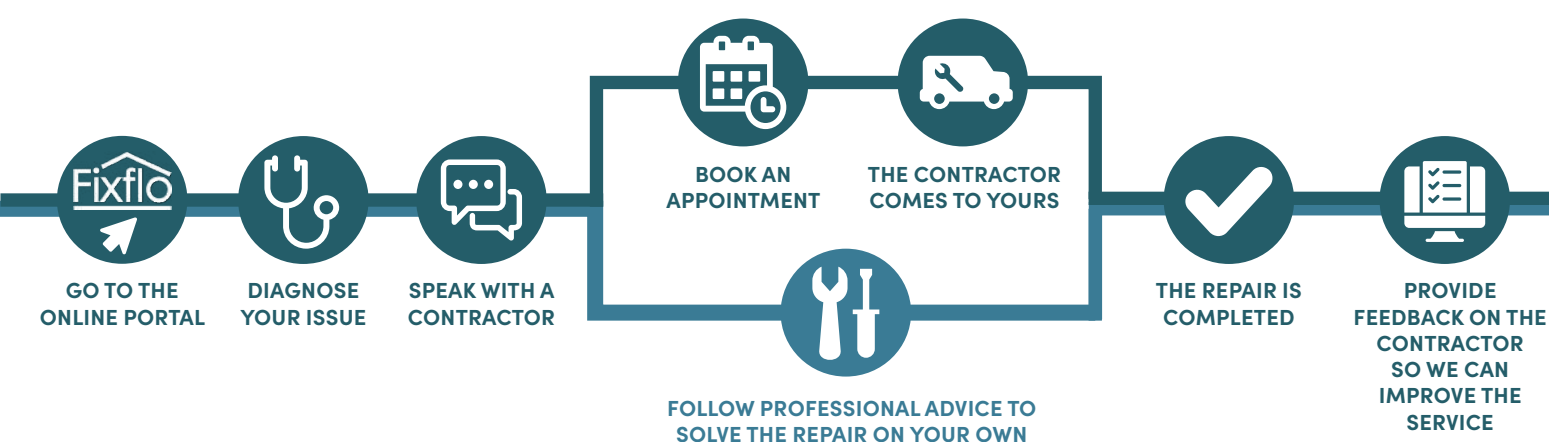 Fixflo
GO TO THE
ONLINE PORTAL
DIAGNOSE
YOUR ISSUE
SPEAK WITH A
CONTRACTOR
BOOK AN
APPOINTMENT
THE CONTRACTOR
COMES TO YOURS
FOLLOW PROFESSIONAL ADVICE TO
SOLVE THE REPAIR ON YOUR OWN
THE REPAIR IS
COMPLETED
PROVIDE
FEEDBACK ON THE
CONTRACTOR
SO WE CAN
IMPROVE THE
SERVICE